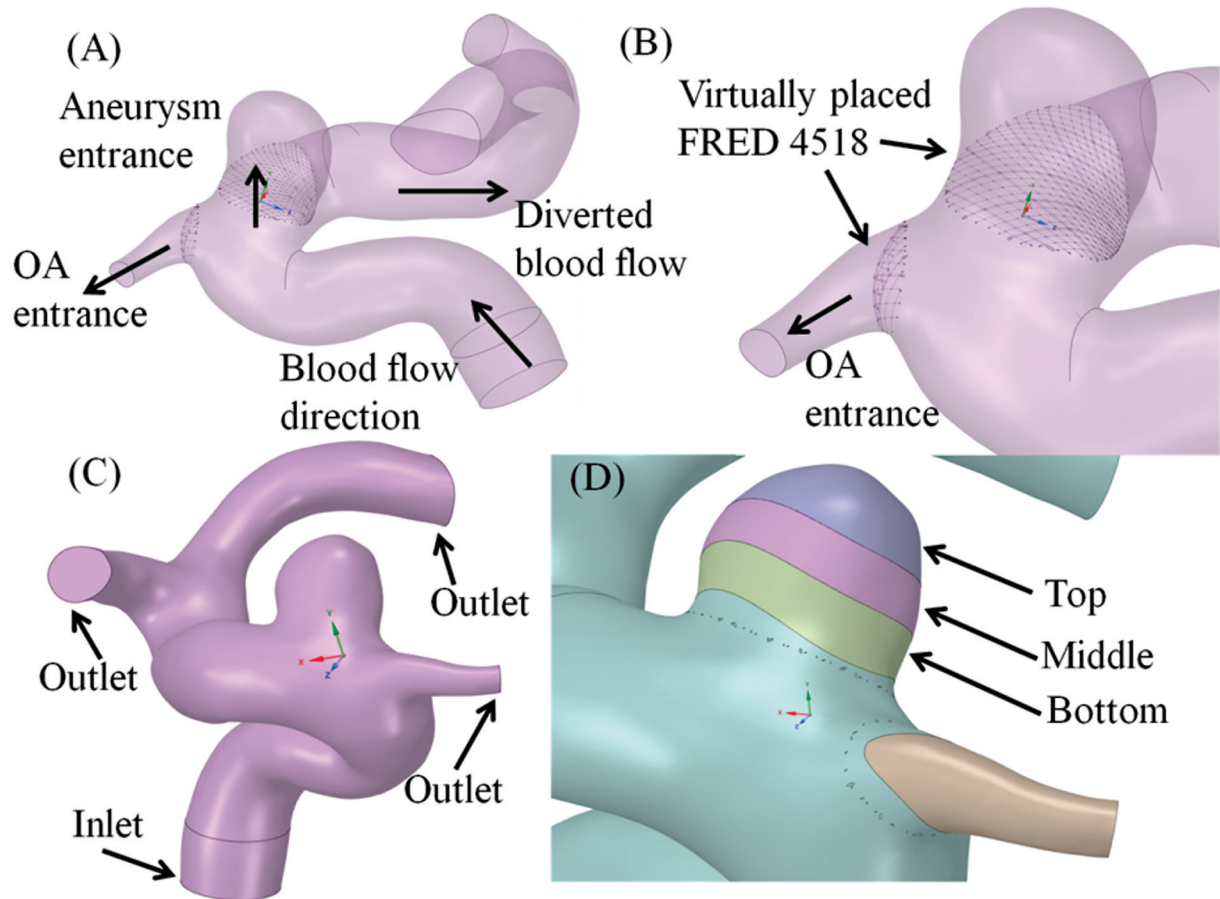 (A)
Aneurysm
entrance
OA
entrance
Diverted
blood flow
Blood flow
direction
(B)
Virtually placed
FRED 4518
OA
entrance
(C)
Outlet
Outlet
Outlet
Inlet
X
Y
Z
(D)
Top
Middle
Bottom
X
Y
Z